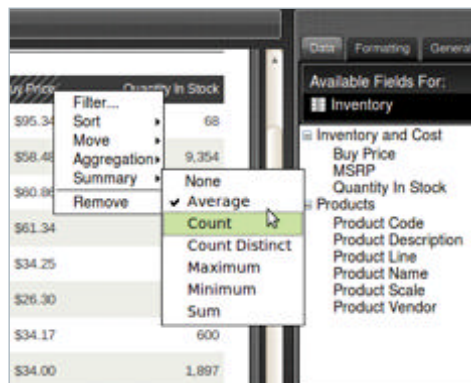 Data Formatting General
Available Fields For:
Inventory
Inventory and Cost
Buy Price
MSRP
Quantity In Stock
Products
Product Code
Product Description
Product Line
Product Name
Product Scale
Product Vendor
Buy Price Quantity In Stock
$95.34 68
$58.48 9,354
$60.86
$61.34
$34.25
$26.30
$34.17 600
$34.00 1,897
Filter...
Sort
Move
Aggregation
Summary
Remove
None
Average
Count
Count Distinct
Maximum
Minimum
Sum